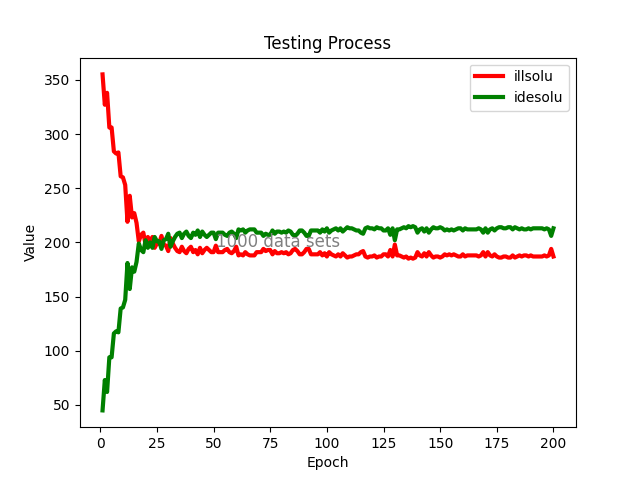 Testing Process
illsolu
idesolu
1000 data sets
Value
350
300
250
200
150
100
50
0 25 50 75 100 125 150 175 200
Epoch